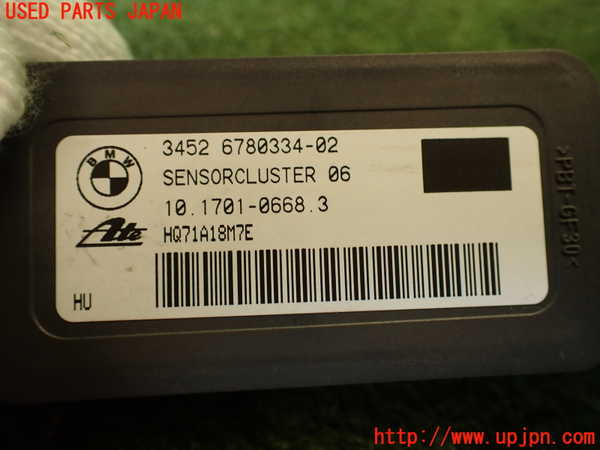 USED PARTS JAPAN
BMW
3452 6780334-02
SENSORCLUSTER 06
10.1701-0668.3
Ate
HQ71A18M7E
HU
>PBT-GF30<
http://www.upjpn.com/